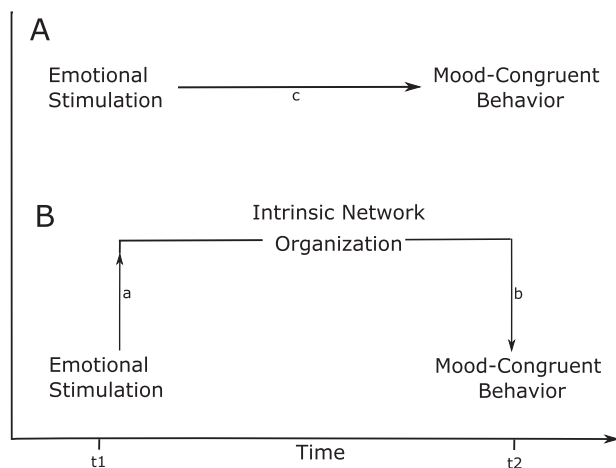 A
Emotional
Stimulation
c
Mood-Congruent
Behavior
B
Intrinsic Network
Organization
a
b
Emotional
Stimulation
Mood-Congruent
Behavior
t1
Time
t2